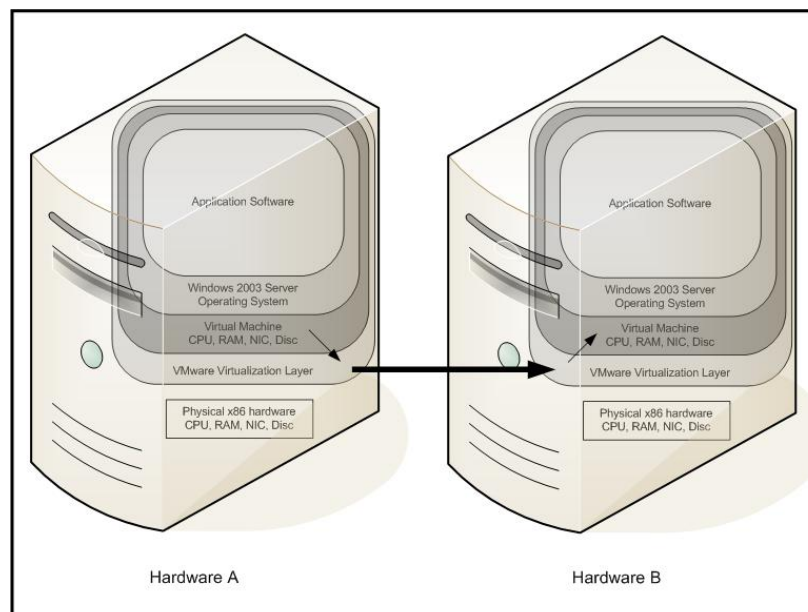 Application Software
Windows 2003 Server
Operating System
Virtual Machine
CPU, RAM, NIC, Disc
VMware Virtualization Layer
Physical x86 hardware
CPU, RAM, NIC, Disc
Hardware A
Application Software
Windows 2003 Server
Operating System
Virtual Machine
CPU, RAM, NIC, Disc
VMware Virtualization Layer
Physical x86 hardware
CPU, RAM, NIC, Disc
Hardware B